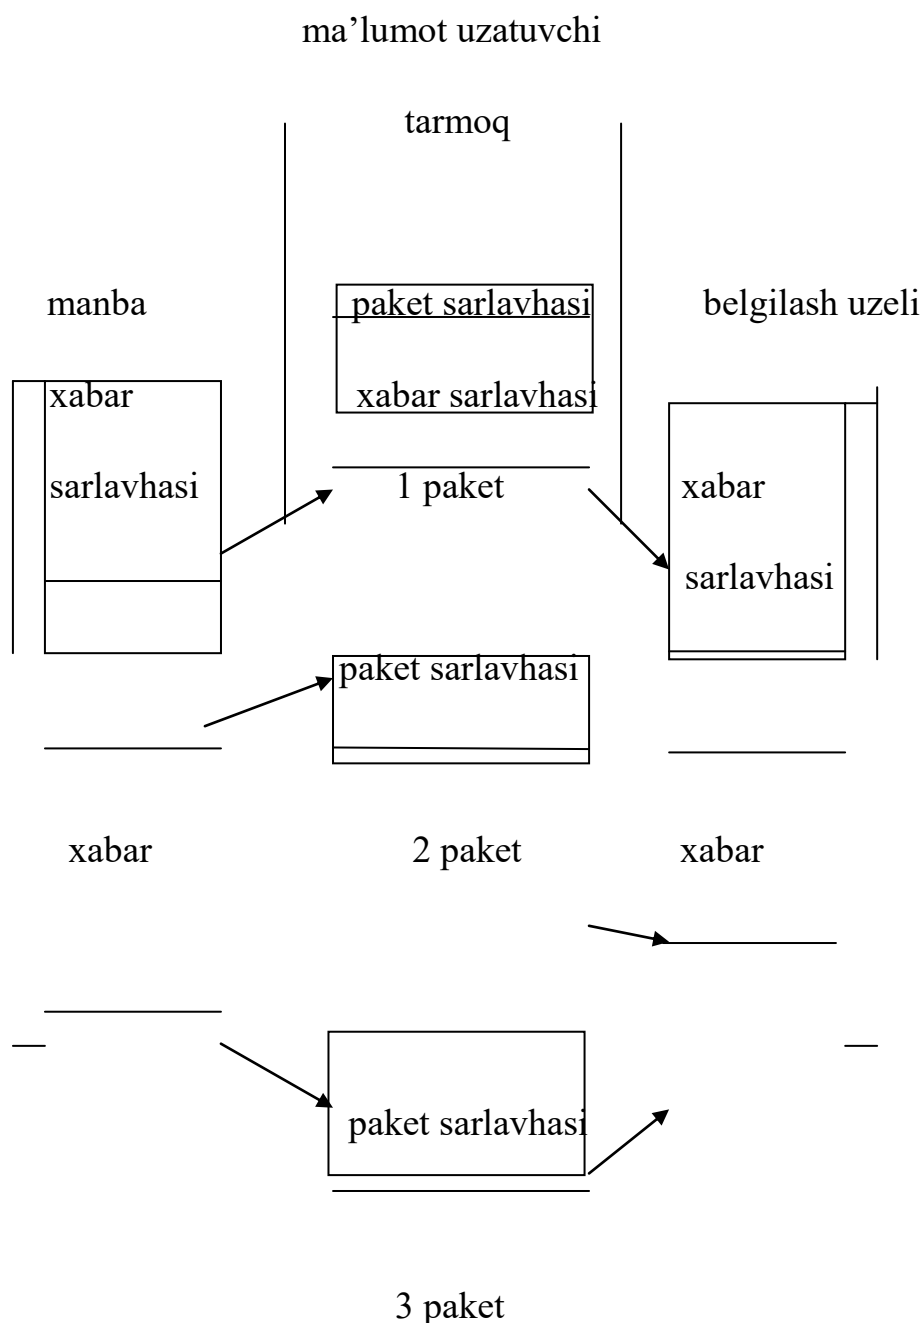 ma’lumot uzatuvchi
tarmoq
manba
paket sarlavhasi
belgilash uzeli
xabar
xabar sarlavhasi
sarlavhasi
1 paket
xabar
sarlavhasi
paket sarlavhasi
xabar
2 paket
xabar
paket sarlavhasi
3 paket